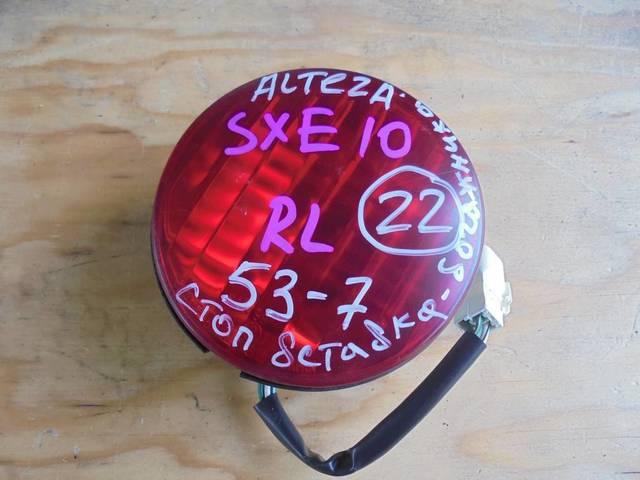 ALTEZA.
SXE 10
RL
22
53-7
стоп вставка-